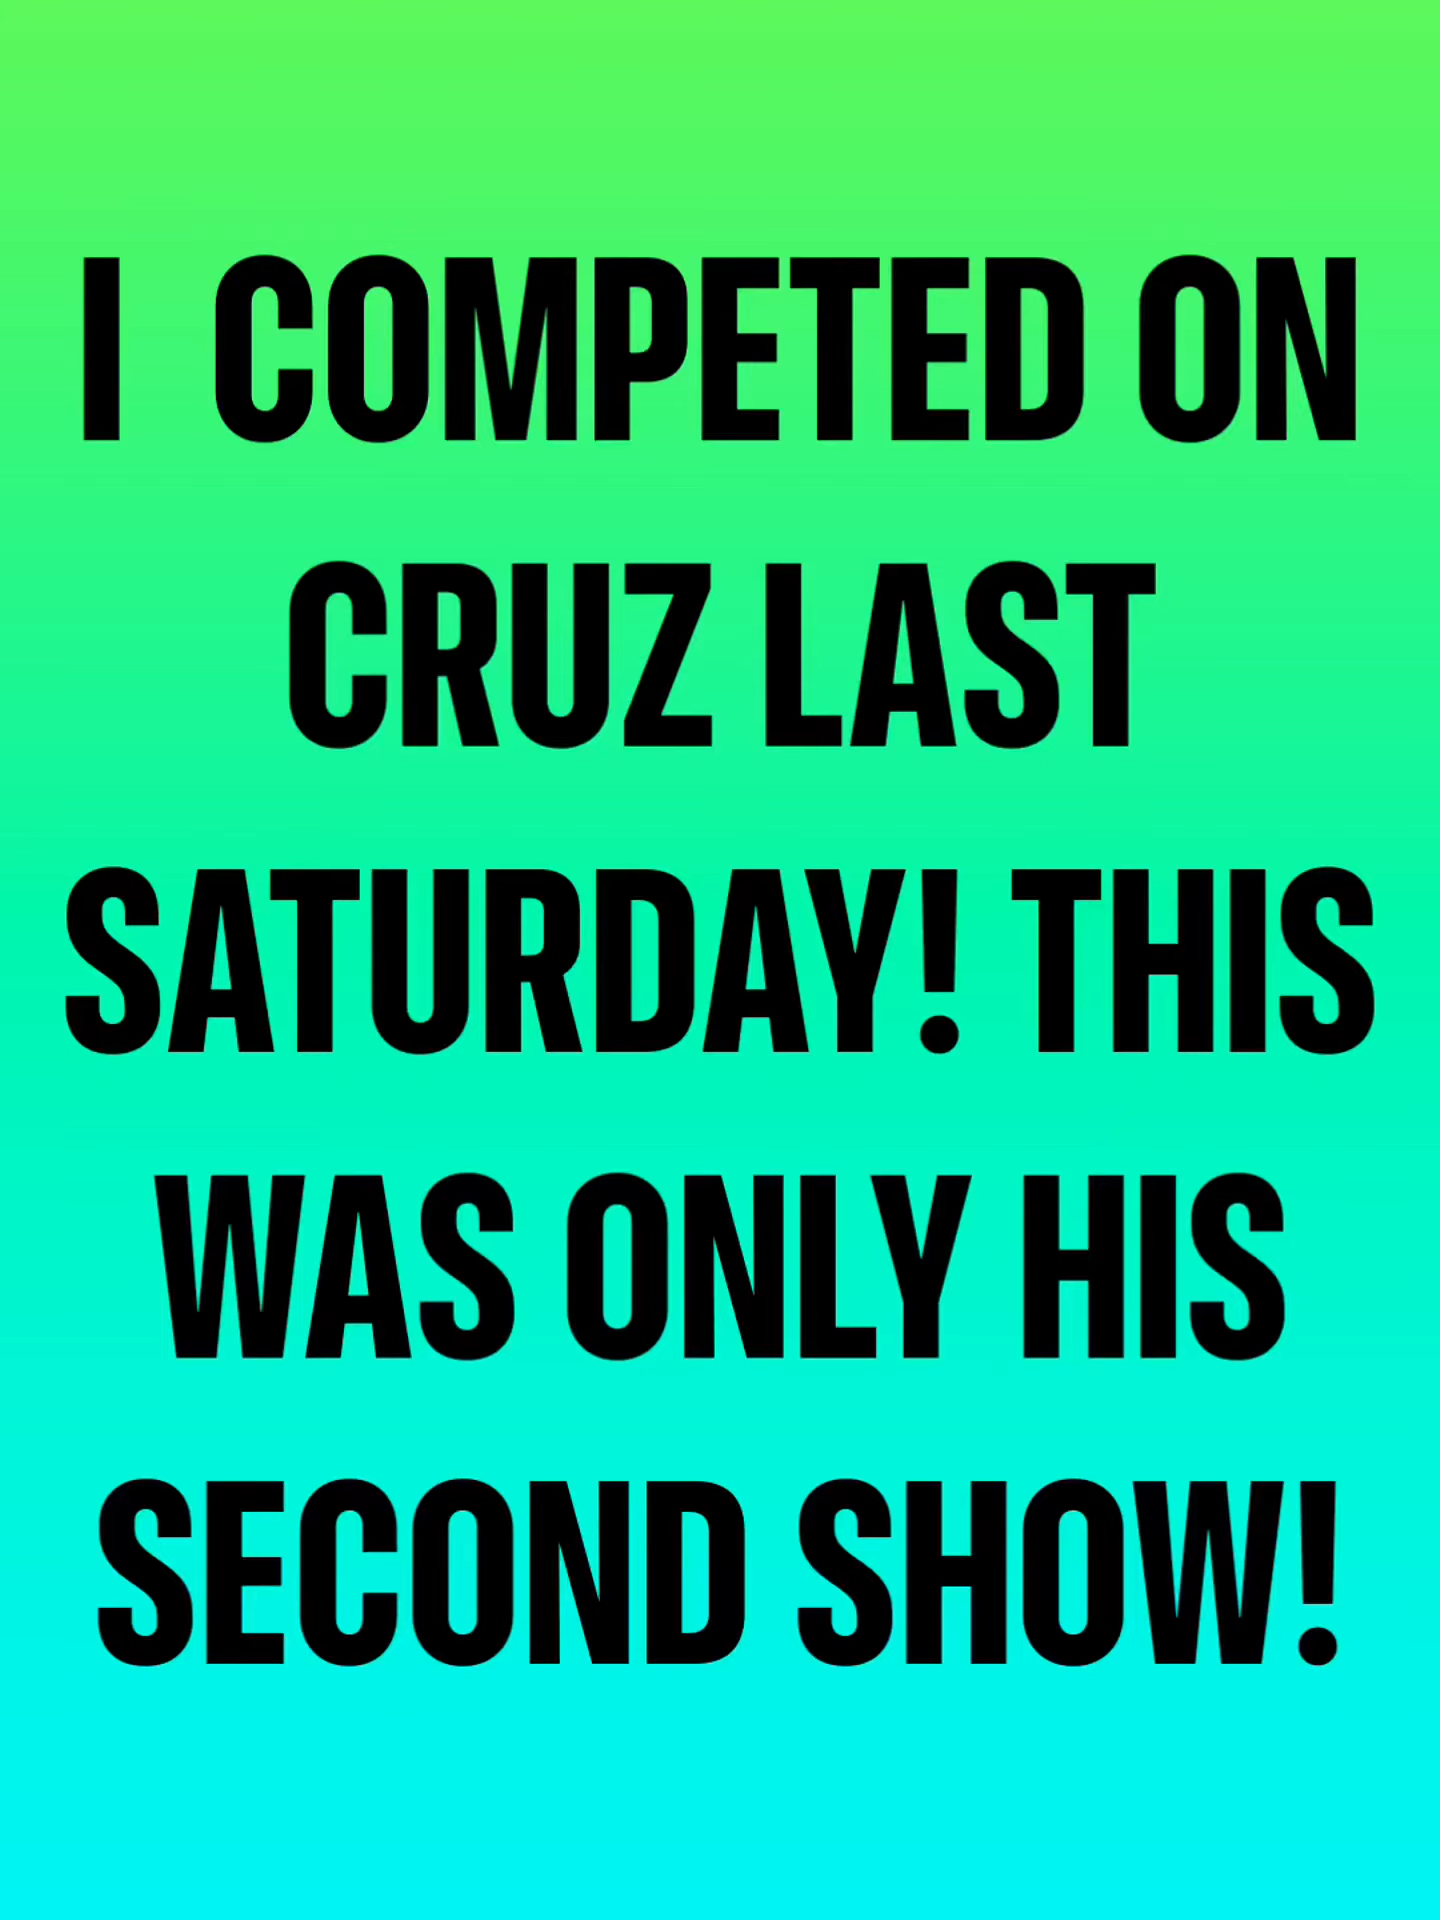 I  COMPETED ON
CRUZ LAST
SATURDAY! THIS
WAS ONLY HIS
SECOND SHOW!